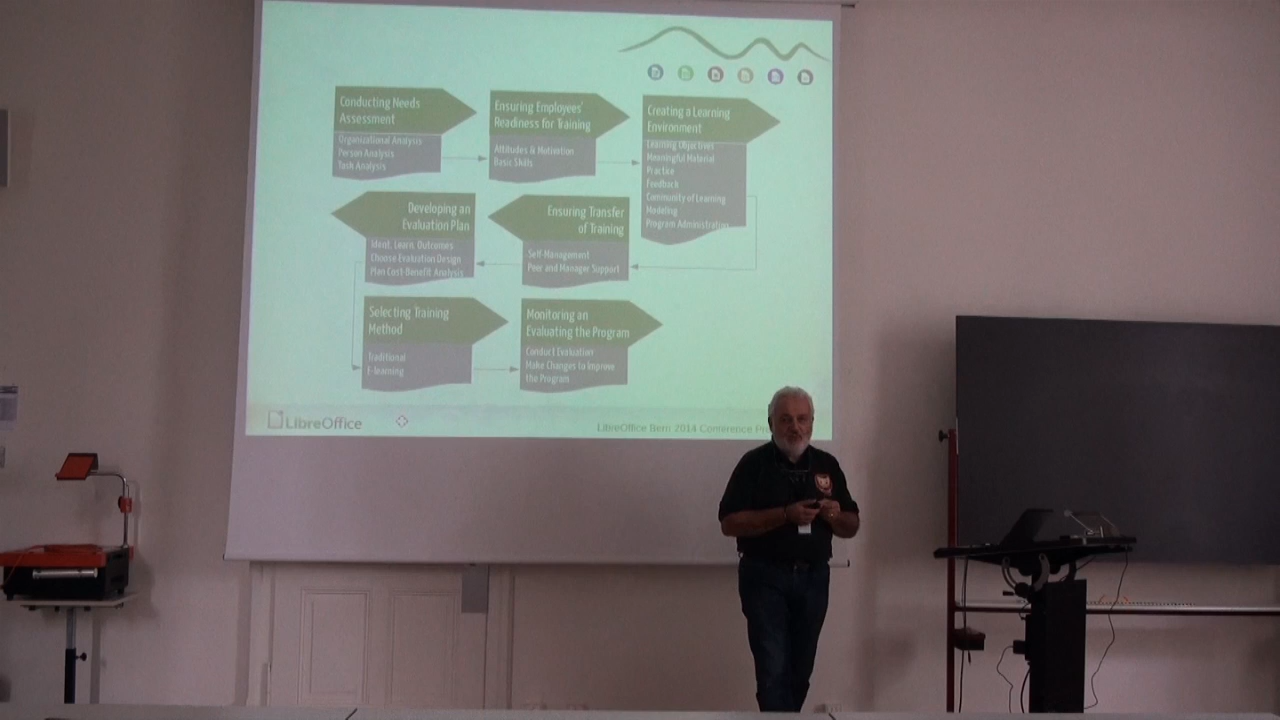 Conducting Needs
Assessment
Organizational Analysis
Person Analysis
Task Analysis
Ensuring Employees'
Readiness for Training
Attitudes & Motivation
Basic Skills
Creating a Learning
Environment
Learning Objectives
Meaningful Material
Practice
Feedback
Community of Learning
Modeling
Program Administration
Developing an
Evaluation Plan
Ident. Learn. Outcomes
Choose Evaluation Design
Plan Cost-Benefit Analysis
Ensuring Transfer
of Training
Self-Management
Peer and Manager Support
Selecting Training
Method
Traditional
E-learning
Monitoring an
Evaluating the Program
Conduct Evaluation
Make Changes to Improve
the Program
LibreOffice
LibreOffice Bern 2014 Conference